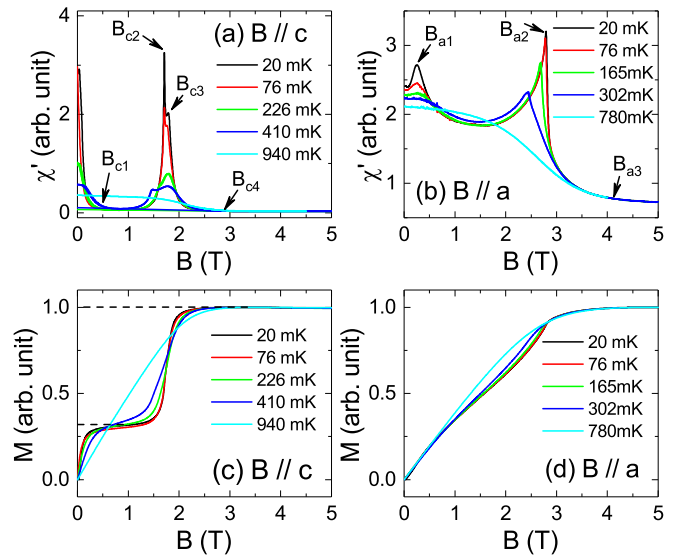 (a) B // c
B_c2
B_c3
B_c1
B_c4
20 mK
76 mK
226 mK
410 mK
940 mK
4
2
0
0 1 2 3 4 5
χ' (arb. unit)
B (T)
B_a1
B_a2
B_a3
20 mK
76 mK
165mK
302mK
780mK
(b) B // a
3
2
1
0 1 2 3 4 5
χ' (arb. unit)
B (T)
20 mK
76 mK
226 mK
410 mK
940 mK
(c) B // c
1.0
0.5
0.0
0 1 2 3 4 5
M (arb. unit)
B (T)
20 mK
76 mK
165mK
302mK
780mK
(d) B // a
1.0
0.5
0.0
0 1 2 3 4 5
M (arb. unit)
B (T)